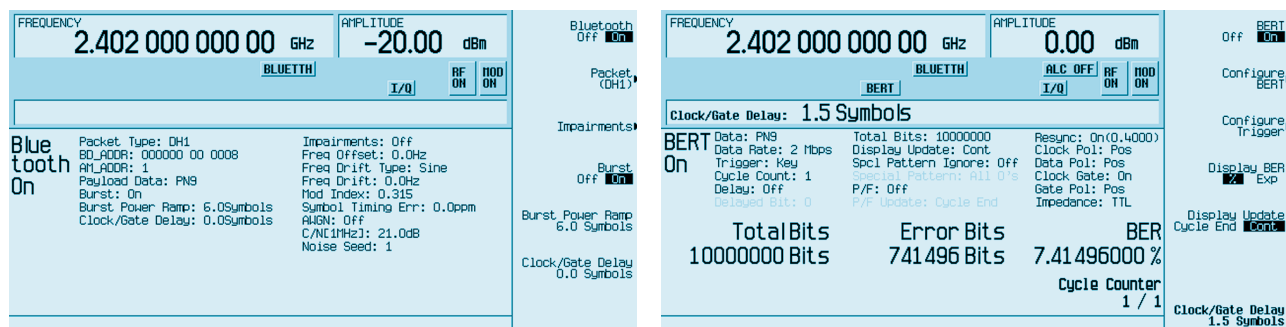 FREQUENCY
2.402 000 000 00 GHz
AMPLITUDE
-20.00 dBm
BLUETTH
I/Q
RF ON
MOD ON
Blue
tooth
On
Packet Type: DH1
BD_ADDR: 000000 00 0008
AM_ADDR: 1
Payload Data: PN9
Burst: On
Burst Power Ramp: 6.0Symbols
Clock/Gate Delay: 0.0Symbols
Impairments: Off
Freq Offset: 0.0Hz
Freq Drift Type: Sine
Freq Drift: 0.0Hz
Mod Index: 0.315
Symbol Timing Err: 0.0ppm
AWGN: Off
C/N[1MHz]: 21.0dB
Noise Seed: 1
Bluetooth
Off On
Packet
(DH1)
Impairments
Burst
Off On
Burst Power Ramp
6.0 Symbols
Clock/Gate Delay
0.0 Symbols
FREQUENCY
2.402 000 000 00 GHz
AMPLITUDE
0.00 dBm
BLUETTH
ALC OFF
BERT
I/Q
RF ON
MOD ON
Clock/Gate Delay: 1.5 Symbols
BERT
On
Data: PN9
Data Rate: 2 Mbps
Trigger: Key
Cycle Count: 1
Delay: Off
Delayed Bit: 0
Total Bits: 10000000
Display Update: Cont
Spcl Pattern Ignore: Off
Special Pattern: All 0's
P/F: Off
P/F Update: Cycle End
Resync: On(0.4000)
Clock Pol: Pos
Data Pol: Pos
Clock Gate: On
Gate Pol: Pos
Impedance: TTL
Total Bits
10000000 Bits
Error Bits
741496 Bits
BER
7.41496000 %
Cycle Counter
1 / 1
BERT
Off On
Configure
BERT
Configure
Trigger
Display BER
% Exp
Display Update
Cycle End Cont
Clock/Gate Delay
1.5 Symbols